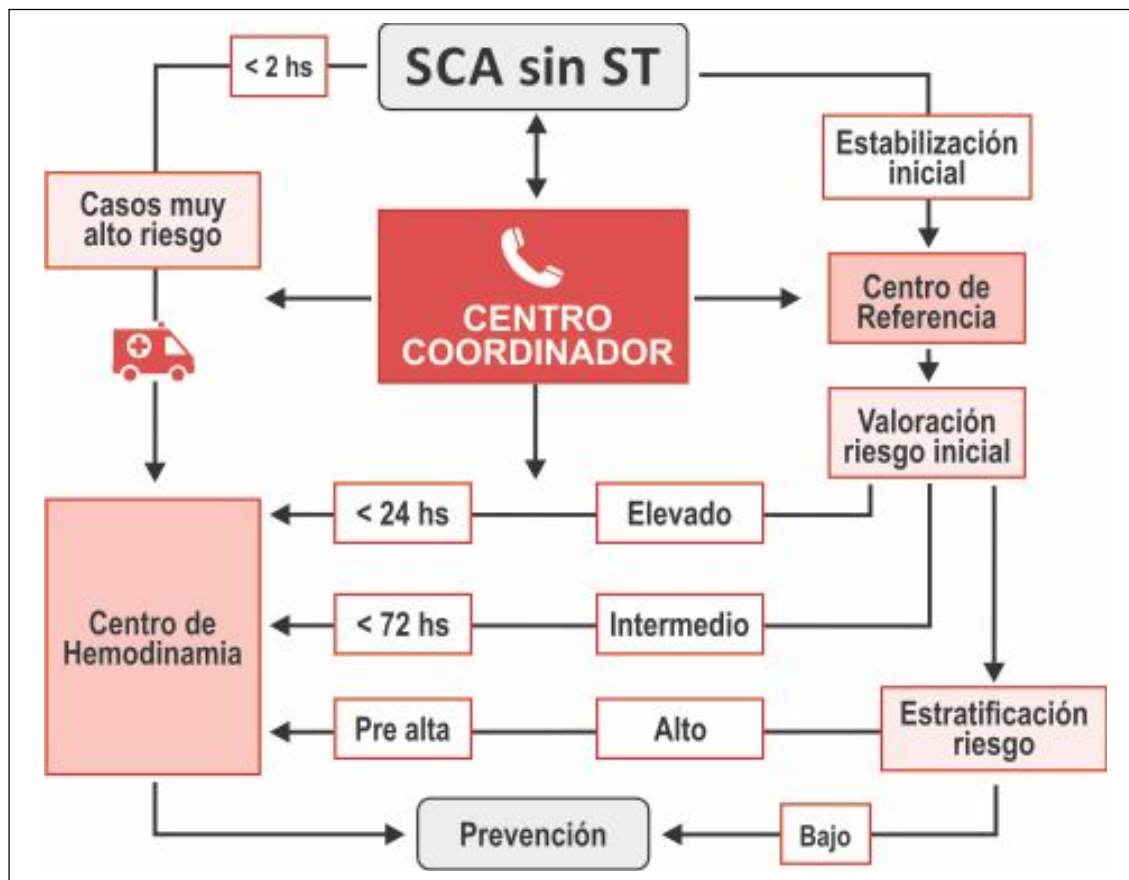 < 2 hs
SCA sin ST
Estabilización
inicial
Casos muy
alto riesgo
CENTRO
COORDINADOR
Centro de
Referencia
Valoración
riesgo inicial
< 24 hs
Elevado
Centro de
Hemodinamia
< 72 hs
Intermedio
Pre alta
Alto
Estratificación
riesgo
Prevención
Bajo